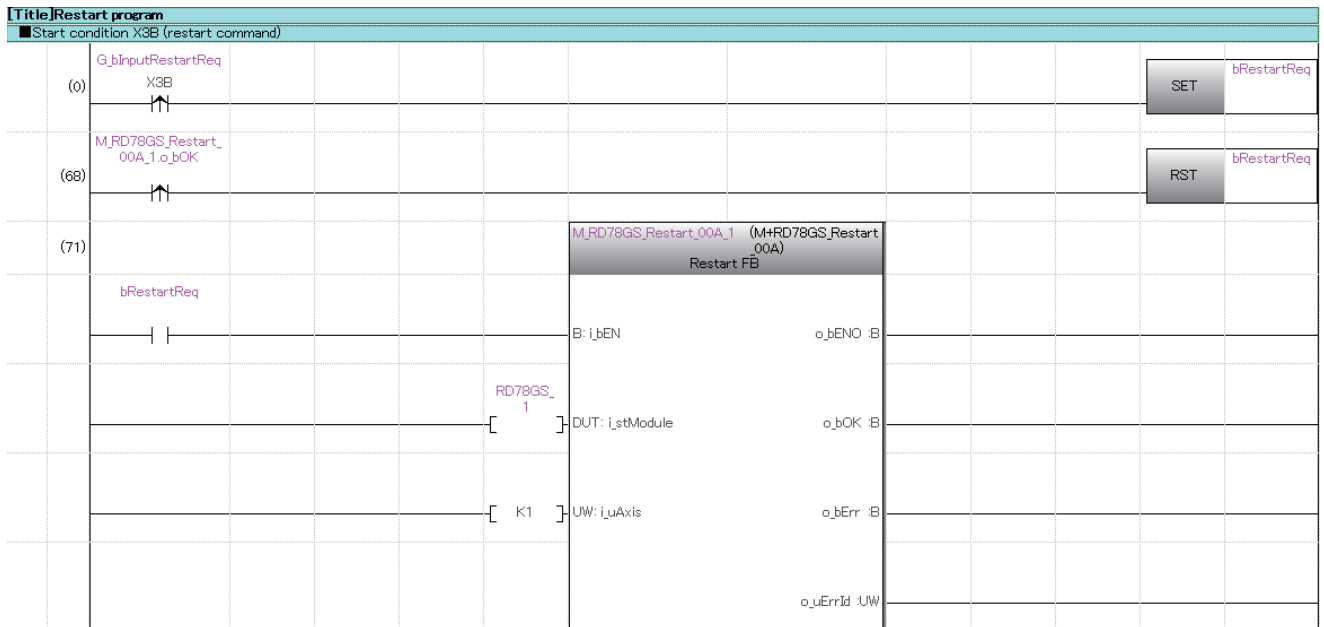 [Title]Restart program
■Start condition X3B (restart command)
G_bInputRestartReq
(0) X3B
SET bRestartReq
M_RD78GS_Restart_
00A_1.o_bOK
(68)
RST bRestartReq
(71)
M_RD78GS_Restart_00A_1 (M+RD78GS_Restart
_00A)
Restart FB
bRestartReq
B: i_bEN o_bENO :B
RD78GS_
1
DUT: i_stModule o_bOK :B
K1 UW: i_uAxis o_bErr :B
o_uErrId :UW